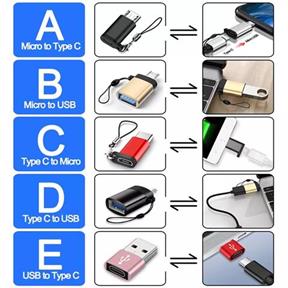 A
Micro to Type C
B
Micro to USB
C
Type C to Micro
D
Type C to USB
E
USB to Type C